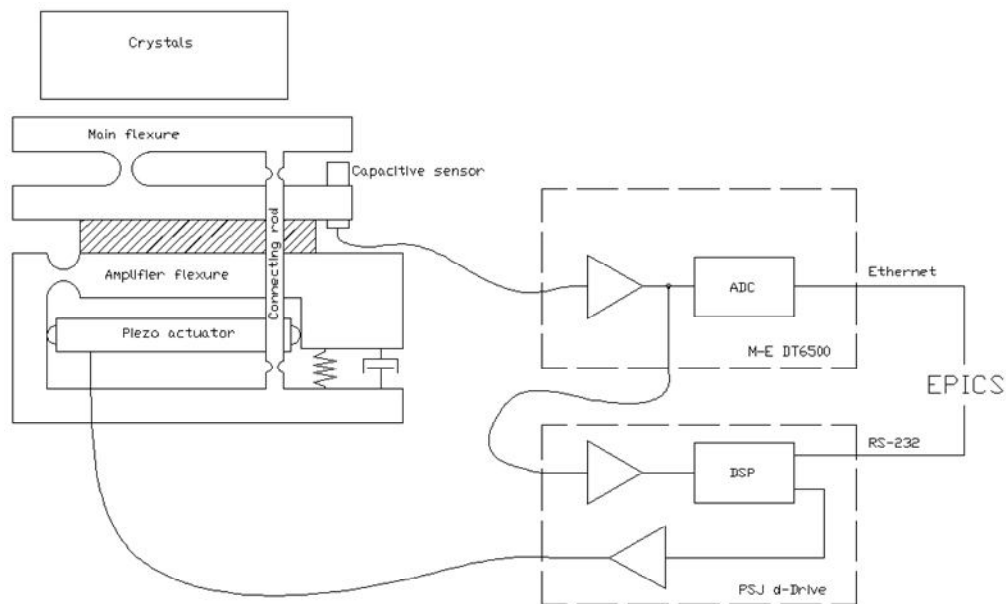 Crystals
Main flexure
Capacitive sensor
Connecting rod
Amplifier flexure
Piezo actuator
ADC
Ethernet
M-E DT6500
EPICS
RS-232
DSP
PSJ d-Drive